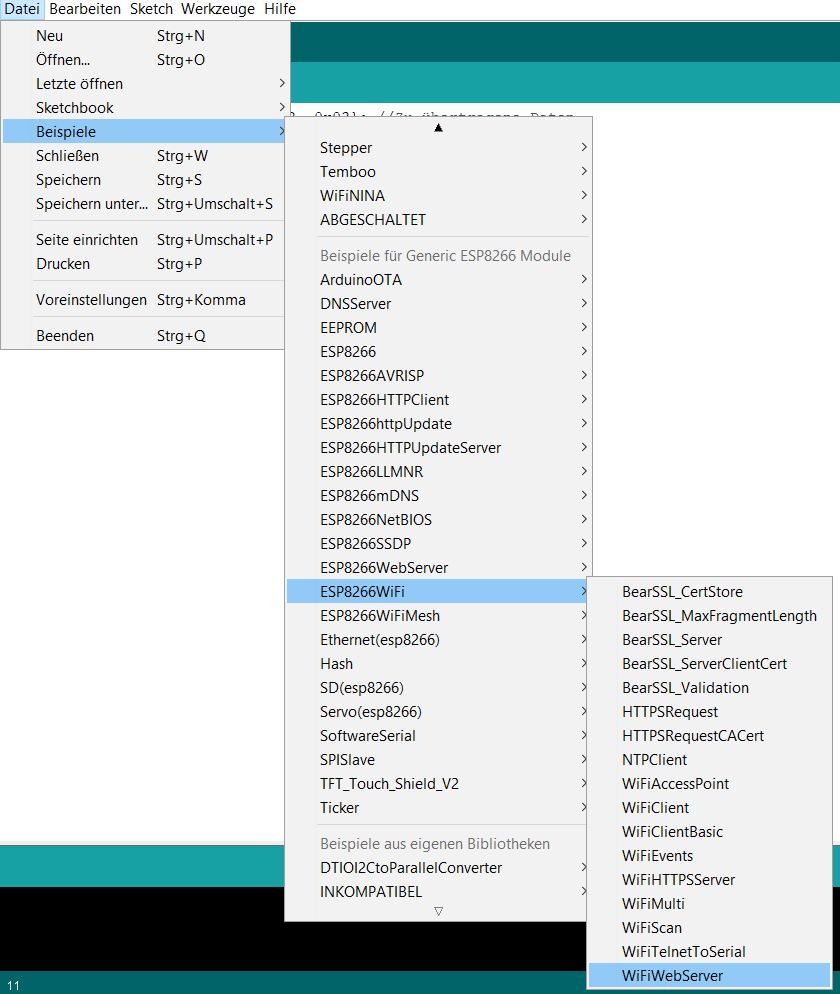 Datei Bearbeiten Sketch Werkzeuge Hilfe
Neu Strg+N
Öffnen... Strg+O
Letzte öffnen
Sketchbook
Beispiele
Schließen Strg+W
Speichern Strg+S
Speichern unter... Strg+Umschalt+S
Seite einrichten Strg+Umschalt+P
Drucken Strg+P
Voreinstellungen Strg+Komma
Beenden Strg+Q
Stepper
Temboo
WiFiNINA
ABGESCHALTET
Beispiele für Generic ESP8266 Module
ArduinoOTA
DNSServer
EEPROM
ESP8266
ESP8266AVRISP
ESP8266HTTPClient
ESP8266httpUpdate
ESP8266HTTPUpdateServer
ESP8266LLMNR
ESP8266mDNS
ESP8266NetBIOS
ESP8266SSDP
ESP8266WebServer
ESP8266WiFi
ESP8266WiFiMesh
Ethernet(esp8266)
Hash
SD(esp8266)
Servo(esp8266)
SoftwareSerial
SPISlave
TFT_Touch_Shield_V2
Ticker
Beispiele aus eigenen Bibliotheken
DTIOI2CtoParallelConverter
INKOMPATIBEL
BearSSL_CertStore
BearSSL_MaxFragmentLength
BearSSL_Server
BearSSL_ServerClientCert
BearSSL_Validation
HTTPSRequest
HTTPSRequestCACert
NTPClient
WiFiAccessPoint
WiFiClient
WiFiClientBasic
WiFiEvents
WiFiHTTPSServer
WiFiMulti
WiFiScan
WiFiTelnetToSerial
WiFiWebServer
11